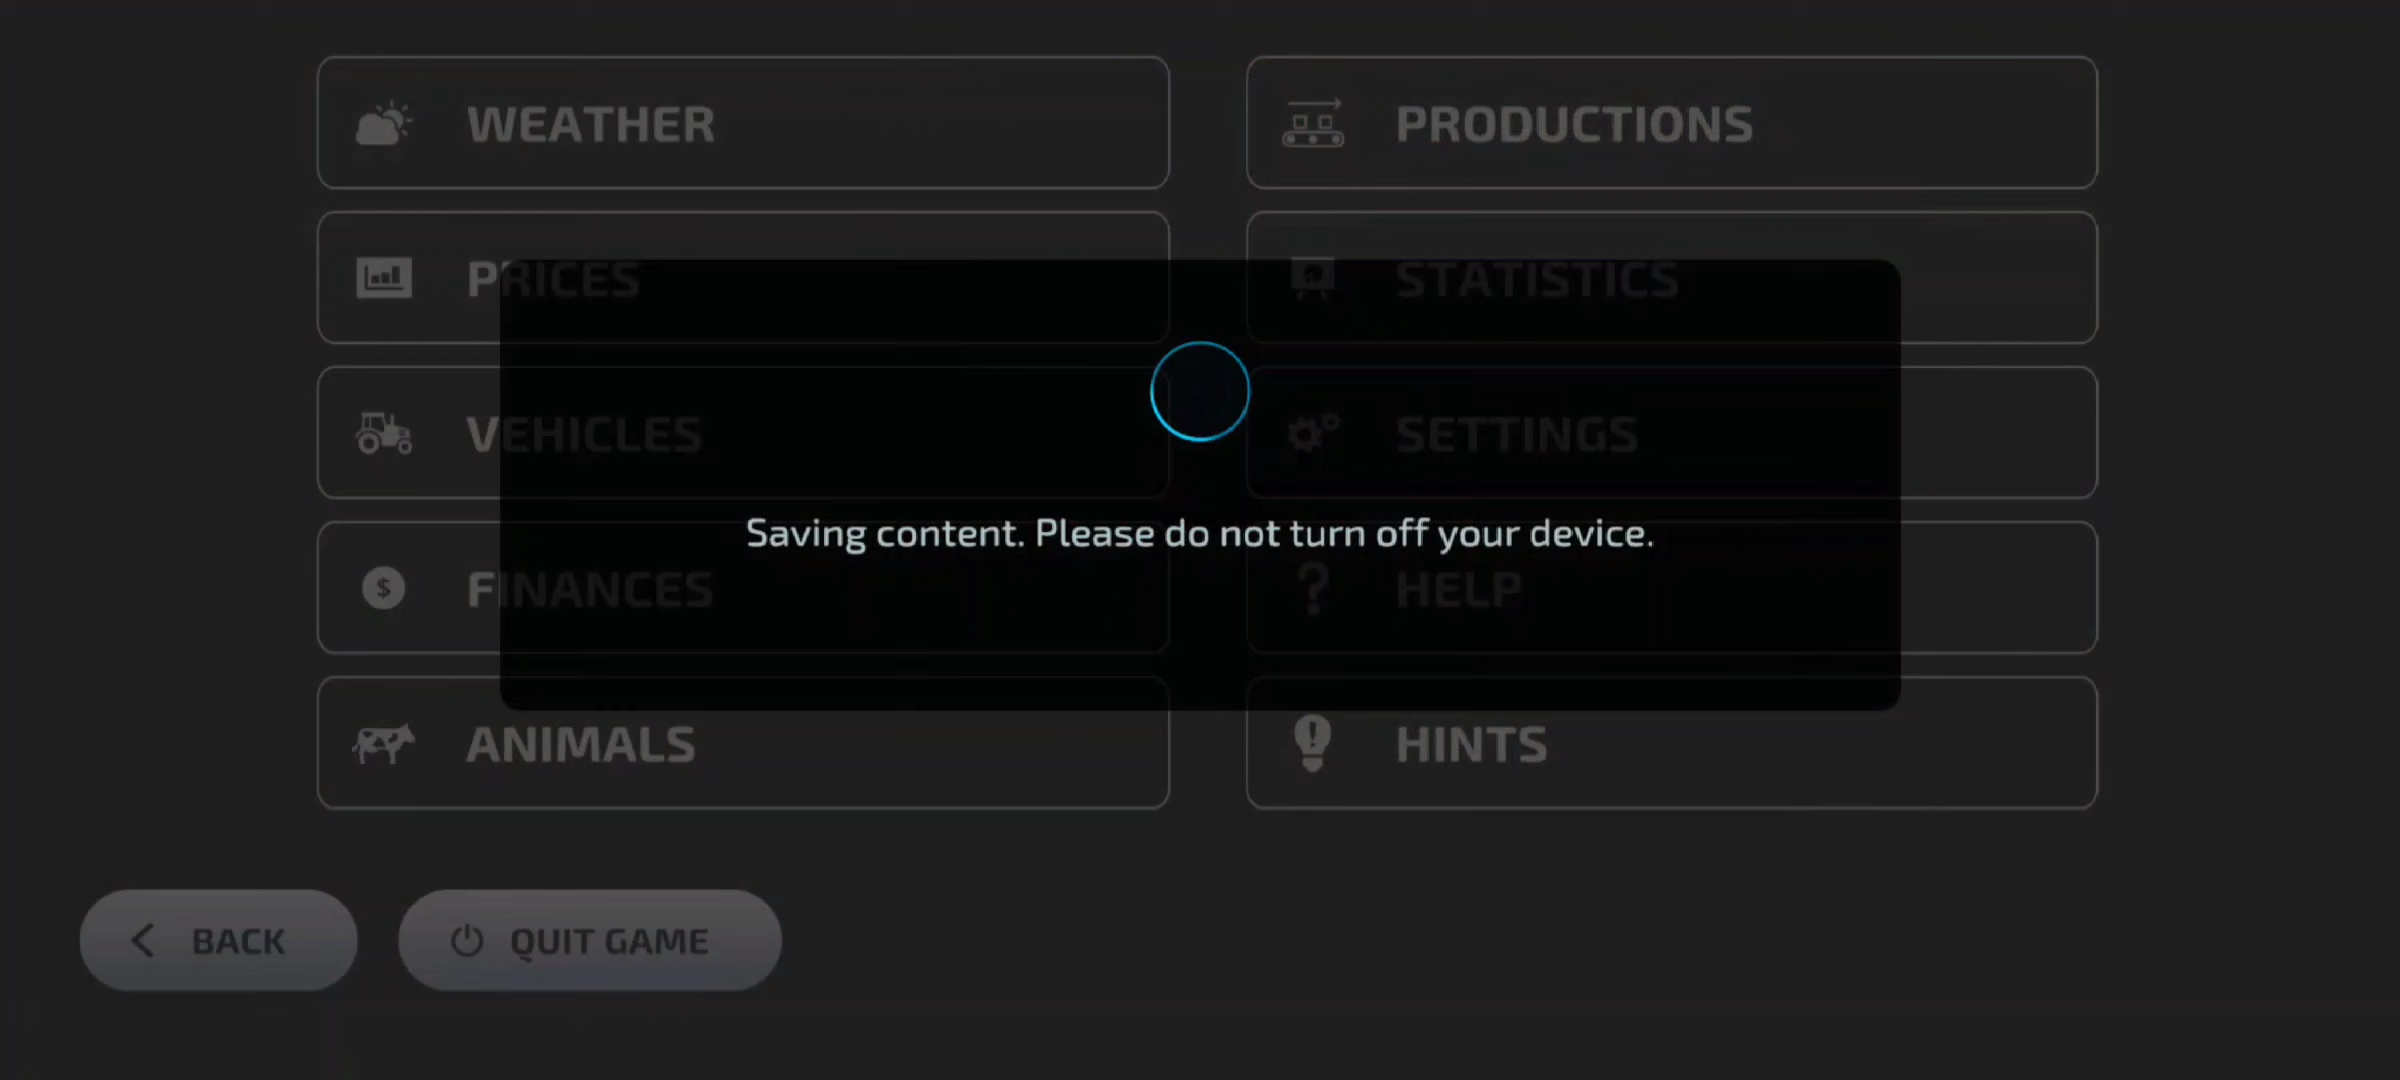 WEATHER
PRODUCTIONS
PRICES
STATISTICS
VEHICLES
SETTINGS
Saving content. Please do not turn off your device.
FINANCES
HELP
ANIMALS
HINTS
BACK
QUIT GAME